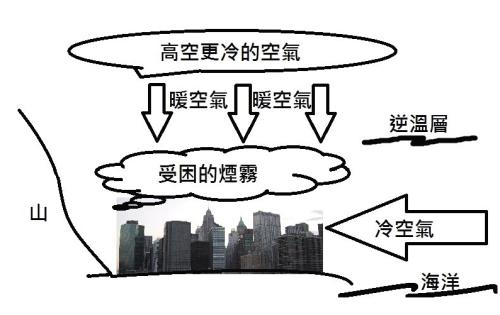 高空更冷的空氣
暖空氣 暖空氣
逆溫層
受困的煙霧
山
冷空氣
海洋